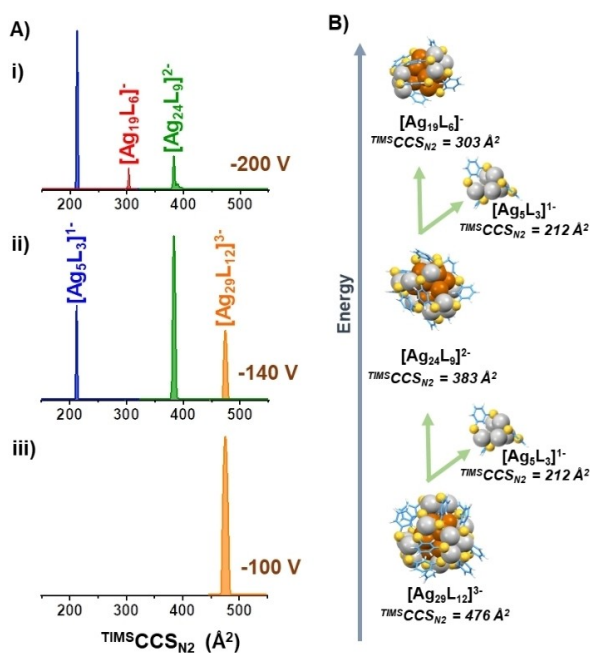 A)
i)
[Ag19L6]-
[Ag24L9]2-
-200 V
200 300 400 500
ii)
[Ag5L3]1-
[Ag29L12]3-
-140 V
200 300 400 500
iii)
-100 V
200 300 400 500
TIMSCCSN2 (Å2)
B)
Energy
[Ag19L6]-
TIMSCCSN2 = 303 Å2
[Ag5L3]1-
TIMSCCSN2 = 212 Å2
[Ag24L9]2-
TIMSCCSN2 = 383 Å2
[Ag5L3]1-
TIMSCCSN2 = 212 Å2
[Ag29L12]3-
TIMSCCSN2 = 476 Å2